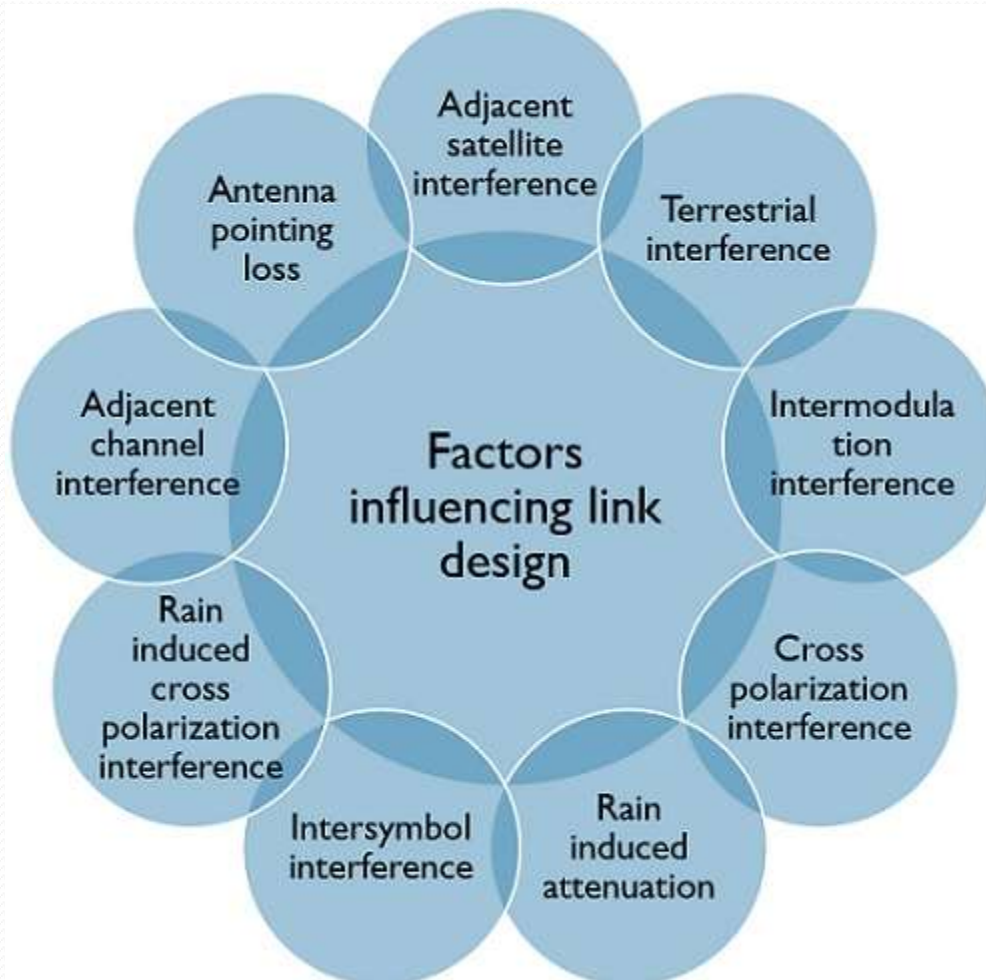 Adjacent
satellite
interference
Terrestrial
interference
Intermodula
tion
interference
Cross
polarization
interference
Rain
induced
attenuation
Intersymbol
interference
Rain
induced
cross
polarization
interference
Adjacent
channel
interference
Antenna
pointing
loss
Factors
influencing link
design